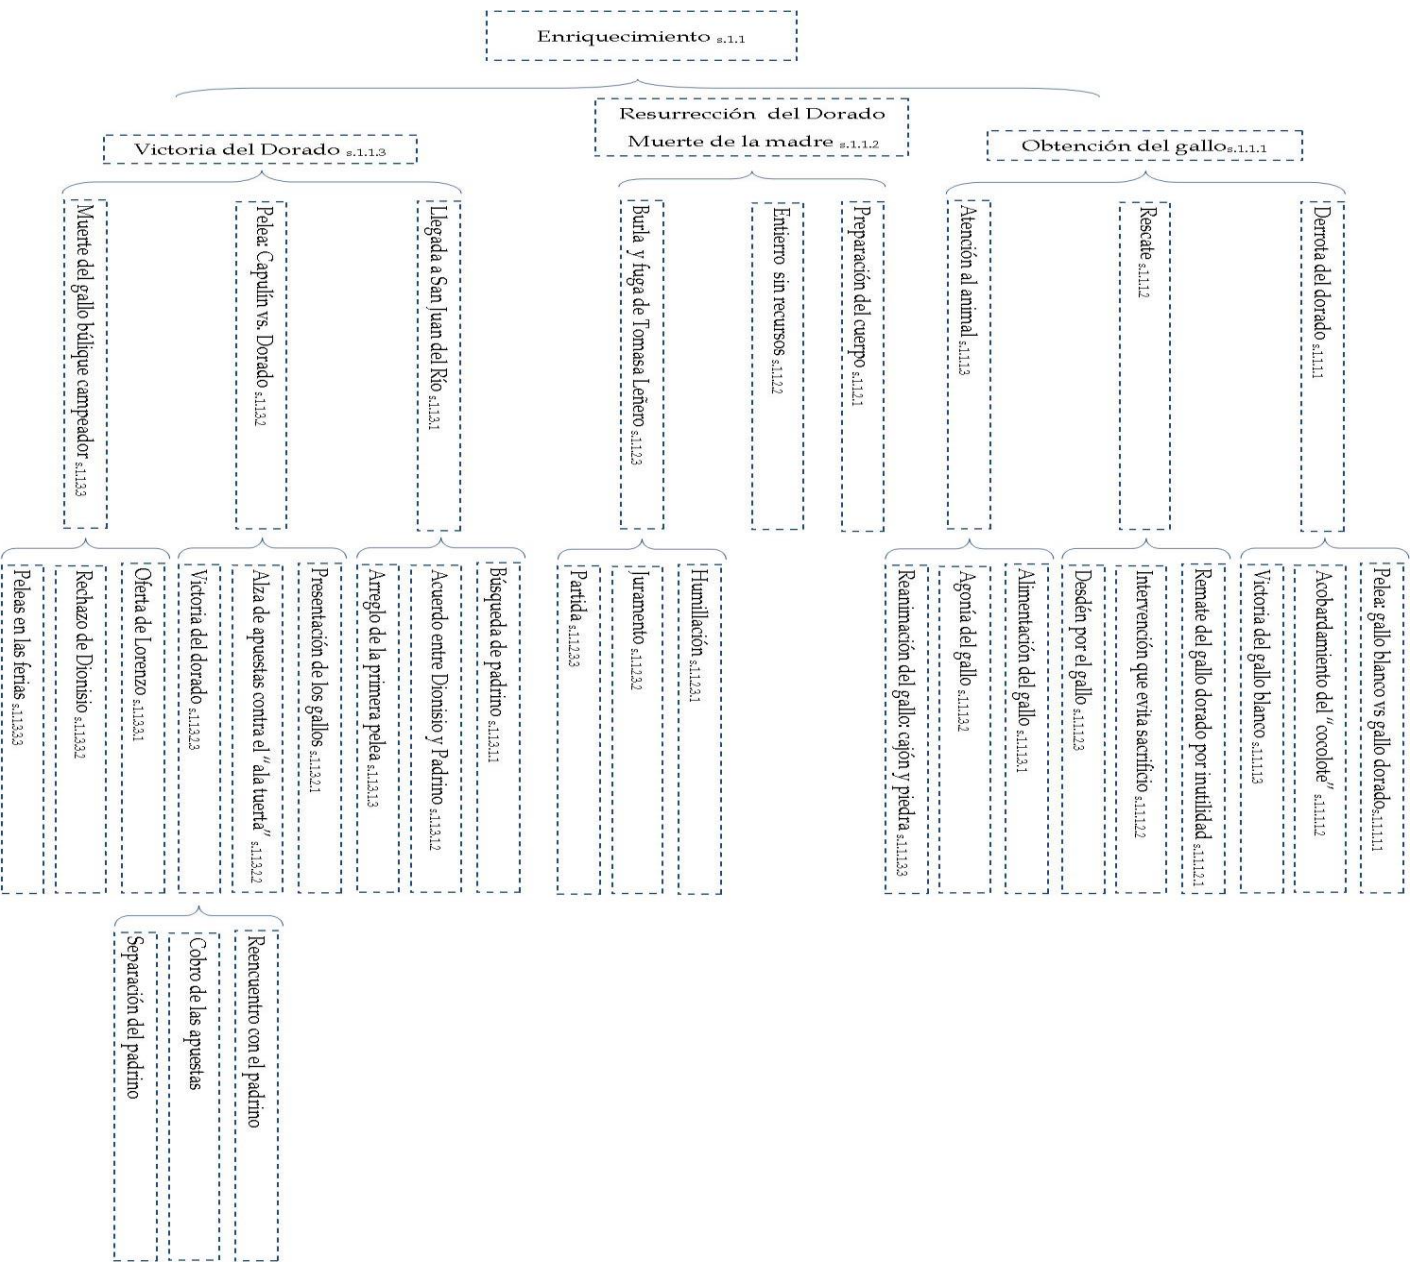 Enriquecimiento s.1.1
Victoria del Dorado s.1.1.3
Resurrección del Dorado
Muerte de la madre s.1.1.2
Obtención del gallo s.1.1.1
Muerte del gallo búlique campeador s.1.1.3.3
Pelea: Capulín vs. Dorado s.1.1.3.2
Llegada a San Juan del Río s.1.1.3.1
Burla y fuga de Tomasa Leñero s.1.1.2.3
Entierro sin recursos s.1.1.2.2
Preparación del cuerpo s.1.1.2.1
Atención al animal s.1.1.1.3
Rescate s.1.1.1.2
Derrota del dorado s.1.1.1.1
Peleas en las ferias s.1.1.3.3.3
Rechazo de Dionisio s.1.1.3.3.2
Oferta de Lorenzo s.1.1.3.3.1
Victoria del dorado s.1.1.3.2.3
Alza de apuestas contra el “ala tuerta” s.1.1.3.2.2
Presentación de los gallos s.1.1.3.2.1
Arreglo de la primera pelea s.1.1.3.1.3
Acuerdo entre Dionisio y Padrino s.1.1.3.1.2
Búsqueda de padrino s.1.1.3.1.1
Partida s.1.1.2.3.3
Juramento s.1.1.2.3.2
Humillación s.1.1.2.3.1
Reanimación del gallo: cajón y piedra s.1.1.1.3.3
Agonía del gallo s.1.1.1.3.2
Alimentación del gallo s.1.1.1.3.1
Desdén por el gallo s.1.1.1.2.3
Intervención que evita sacrificio s.1.1.1.2.2
Remate del gallo dorado por inutilidad s.1.1.1.2.1
Victoria del gallo blanco s.1.1.1.1.3
Acobardamiento del “cocolote” s.1.1.1.1.2
Pelea: gallo blanco vs gallo dorado s.1.1.1.1.1
Separación del padrino
Cobro de las apuestas
Reencuentro con el padrino